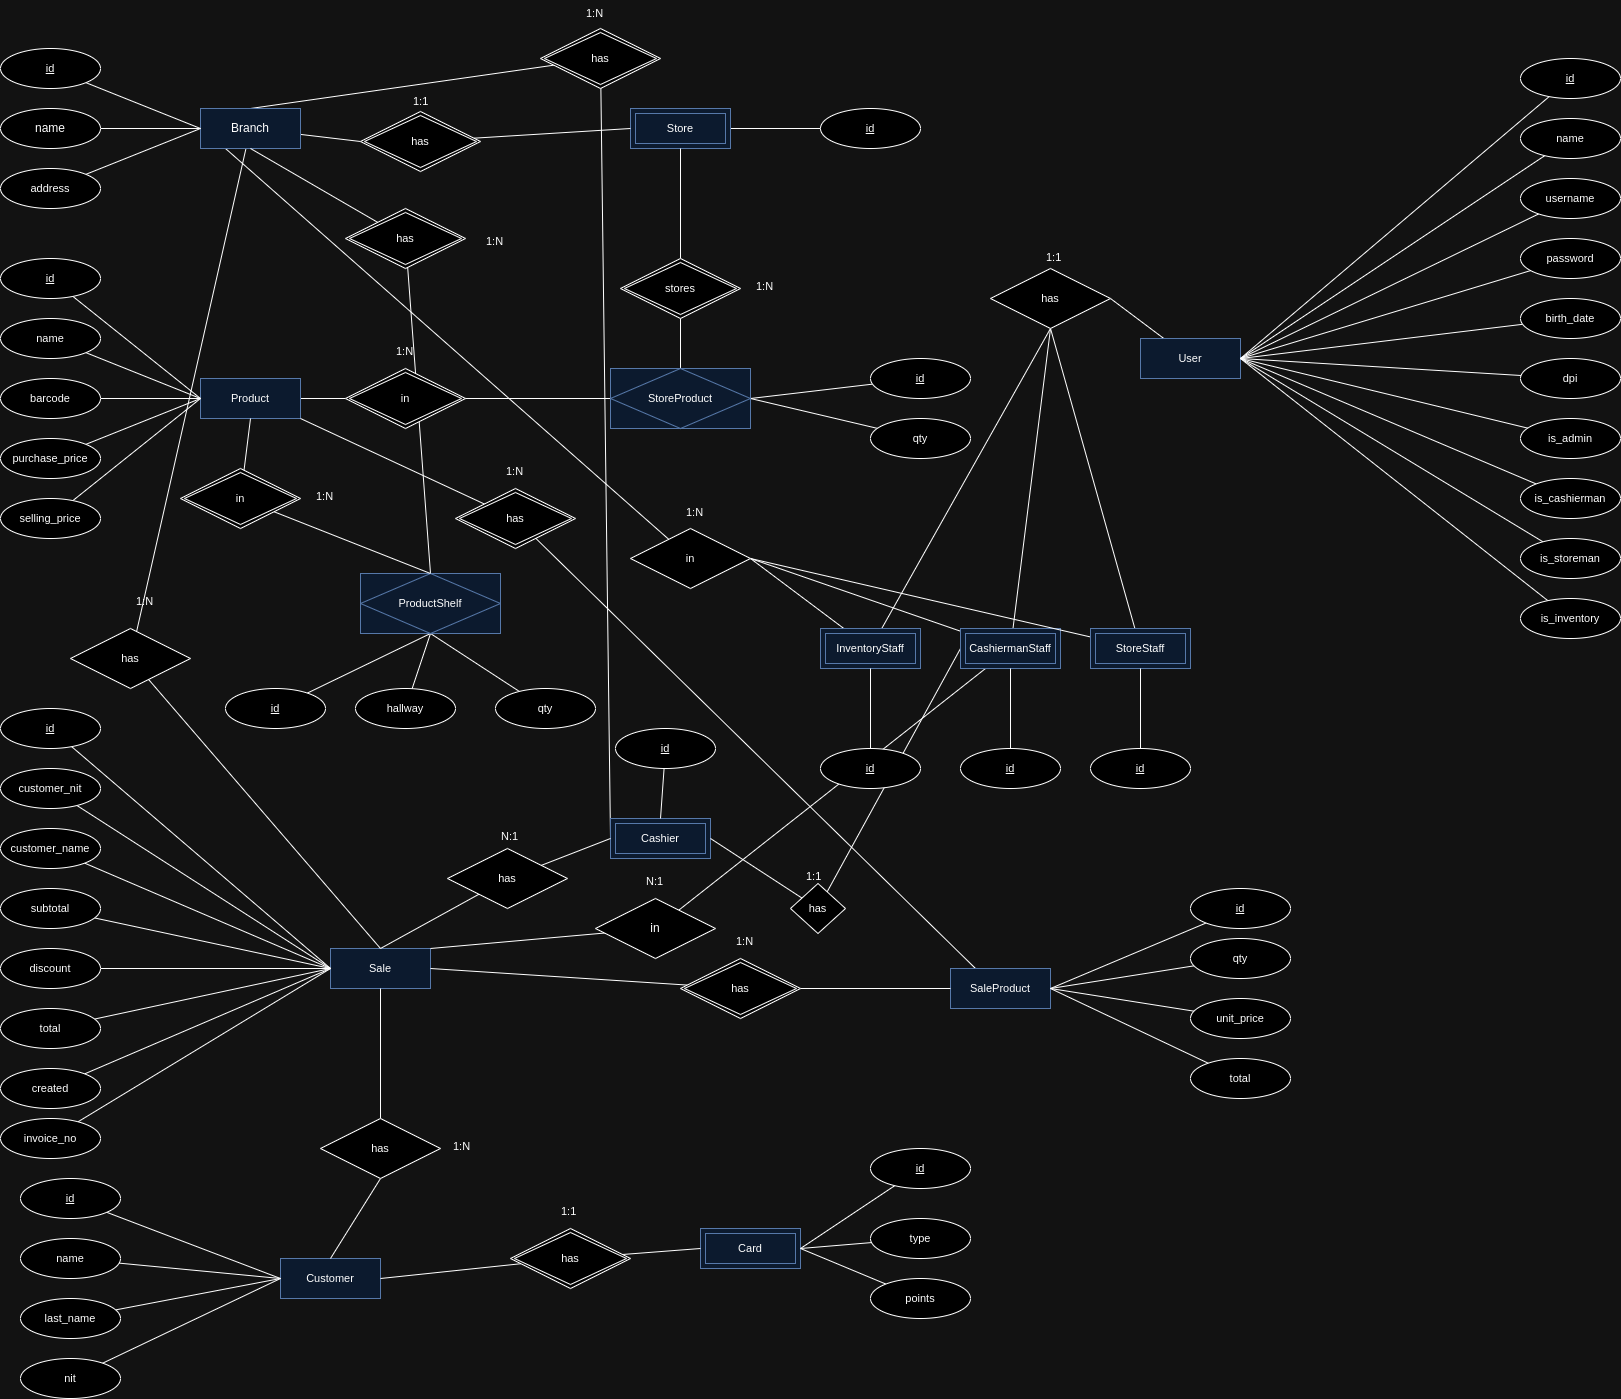 1:N
has
id
id
1:1
name
Branch
has
Store
id
name
address
username
has
1:N
password
1:1
id
stores
1:N
has
birth_date
name
1:N
User
id
dpi
barcode
Product
in
StoreProduct
qty
is_admin
purchase_price
1:N
in
1:N
is_cashierman
selling_price
has
1:N
in
is_storeman
1:N
ProductShelf
is_inventory
has
InventoryStaff
CashiermanStaff
StoreStaff
id
hallway
qty
id
id
id
id
id
customer_nit
N:1
Cashier
customer_name
has
N:1
1:1
has
id
subtotal
in
1:N
qty
discount
Sale
has
SaleProduct
unit_price
total
total
created
invoice_no
has
1:N
id
id
1:1
type
name
has
Card
Customer
points
last_name
nit